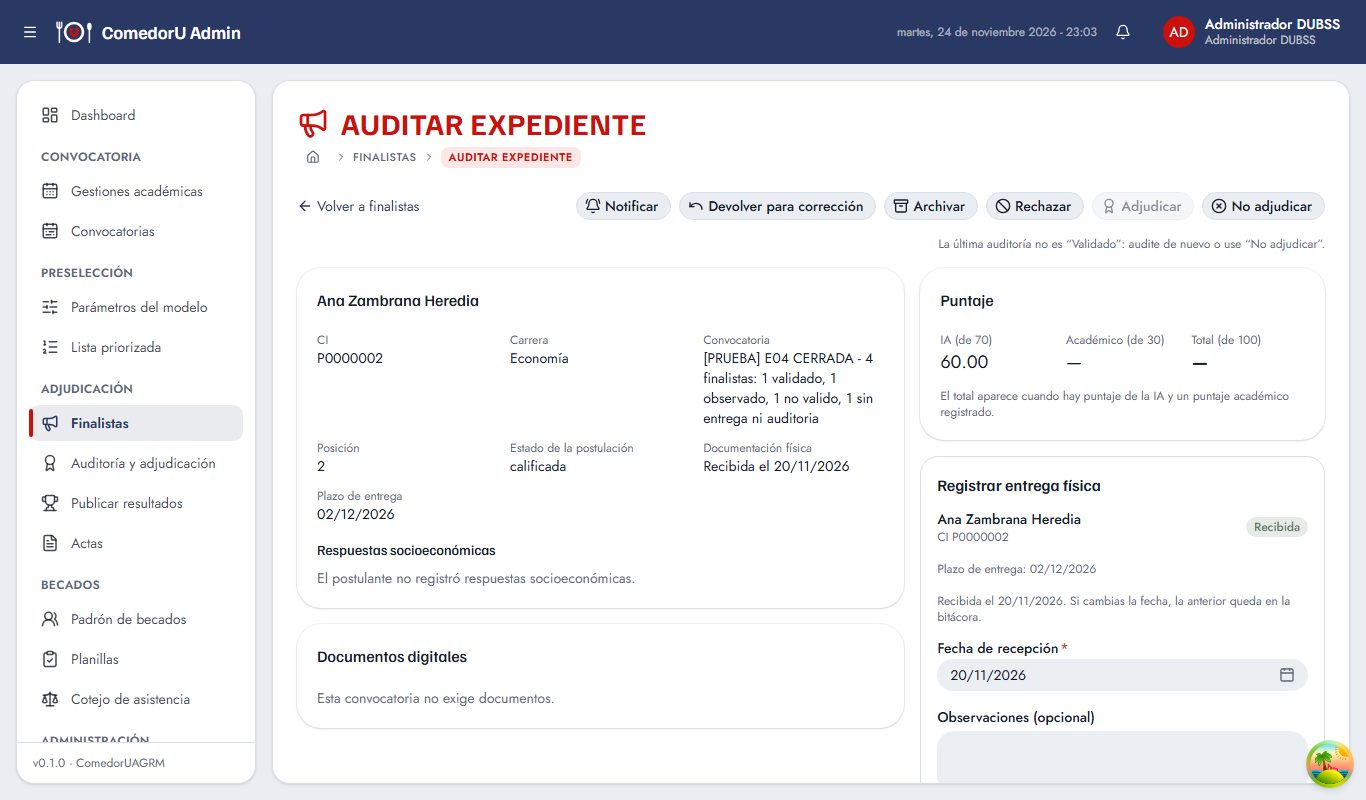 ComedorU Admin
martes, 24 de noviembre 2026 - 23:03
AD
Administrador DUBSS
Administrador DUBSS
Dashboard
CONVOCATORIA
Gestiones académicas
Convocatorias
PRESELECCIÓN
Parámetros del modelo
Lista priorizada
ADJUDICACIÓN
Finalistas
Auditoría y adjudicación
Publicar resultados
Actas
BECADOS
Padrón de becados
Planillas
Cotejo de asistencia
ADMINISTRACIÓN
v0.1.0 · ComedorUAGRM
AUDITAR EXPEDIENTE
FINALISTAS
AUDITAR EXPEDIENTE
Volver a finalistas
Notificar
Devolver para corrección
Archivar
Rechazar
Adjudicar
No adjudicar
La última auditoría no es “Validado”: audite de nuevo o use “No adjudicar”.
Ana Zambrana Heredia
CI
P0000002
Carrera
Economía
Convocatoria
[PRUEBA] E04 CERRADA - 4
finalistas: 1 validado, 1
observado, 1 no valido, 1 sin
entrega ni auditoria
Posición
2
Estado de la postulación
calificada
Documentación física
Recibida el 20/11/2026
Plazo de entrega
02/12/2026
Respuestas socioeconómicas
El postulante no registró respuestas socioeconómicas.
Documentos digitales
Esta convocatoria no exige documentos.
Puntaje
IA (de 70)
60.00
Académico (de 30)
—
Total (de 100)
—
El total aparece cuando hay puntaje de la IA y un puntaje académico
registrado.
Registrar entrega física
Ana Zambrana Heredia
CI P0000002
Recibida
Plazo de entrega: 02/12/2026
Recibida el 20/11/2026. Si cambias la fecha, la anterior queda en la
bitácora.
Fecha de recepción *
20/11/2026
Observaciones (opcional)